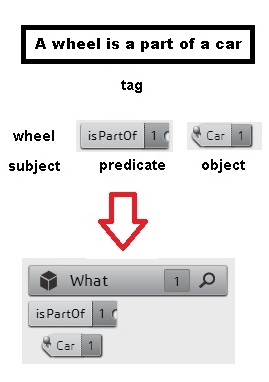 A wheel is a part of a car
tag
wheel isPartOf 1 Car 1
subject predicate object
What 1
isPartOf 1
Car 1